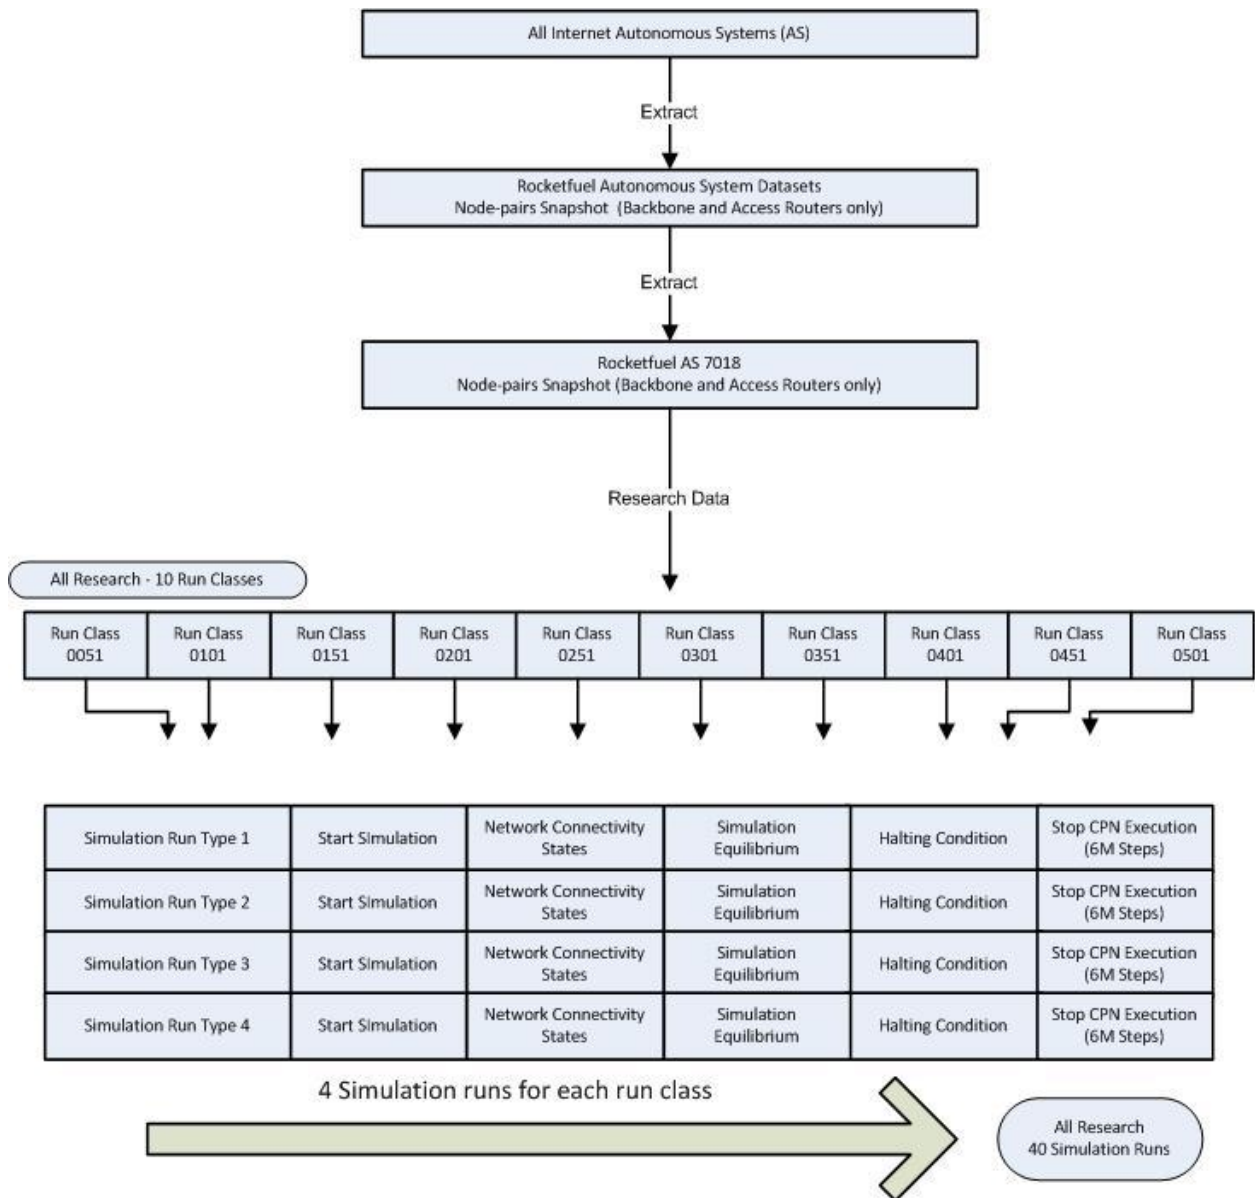 All Internet Autonomous Systems (AS)
Extract
Rocketfuel Autonomous System Datasets
Node-pairs Snapshot (Backbone and Access Routers only)
Extract
Rocketfuel AS 7018
Node-pairs Snapshot (Backbone and Access Routers only)
Research Data
All Research - 10 Run Classes
Run Class
0051
Run Class
0101
Run Class
0151
Run Class
0201
Run Class
0251
Run Class
0301
Run Class
0351
Run Class
0401
Run Class
0451
Run Class
0501
Simulation Run Type 1
Start SImulation
Network Connectivity
States
Simulation
Equilibrium
Halting Condition
Stop CPN Execution
(6M Steps)
Simulation Run Type 2
Start SImulation
Network Connectivity
States
Simulation
Equilibrium
Halting Condition
Stop CPN Execution
(6M Steps)
Simulation Run Type 3
Start SImulation
Network Connectivity
States
Simulation
Equilibrium
Halting Condition
Stop CPN Execution
(6M Steps)
Simulation Run Type 4
Start SImulation
Network Connectivity
States
Simulation
Equilibrium
Halting Condition
Stop CPN Execution
(6M Steps)
4 Simulation runs for each run class
All Research
40 Simulation Runs